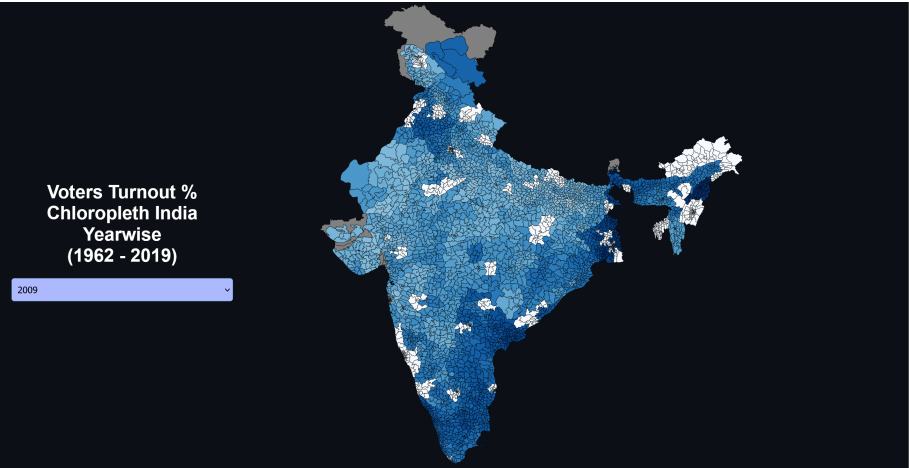 Voters Turnout %
Chloropleth India
Yearwise
(1962 - 2019)
2009